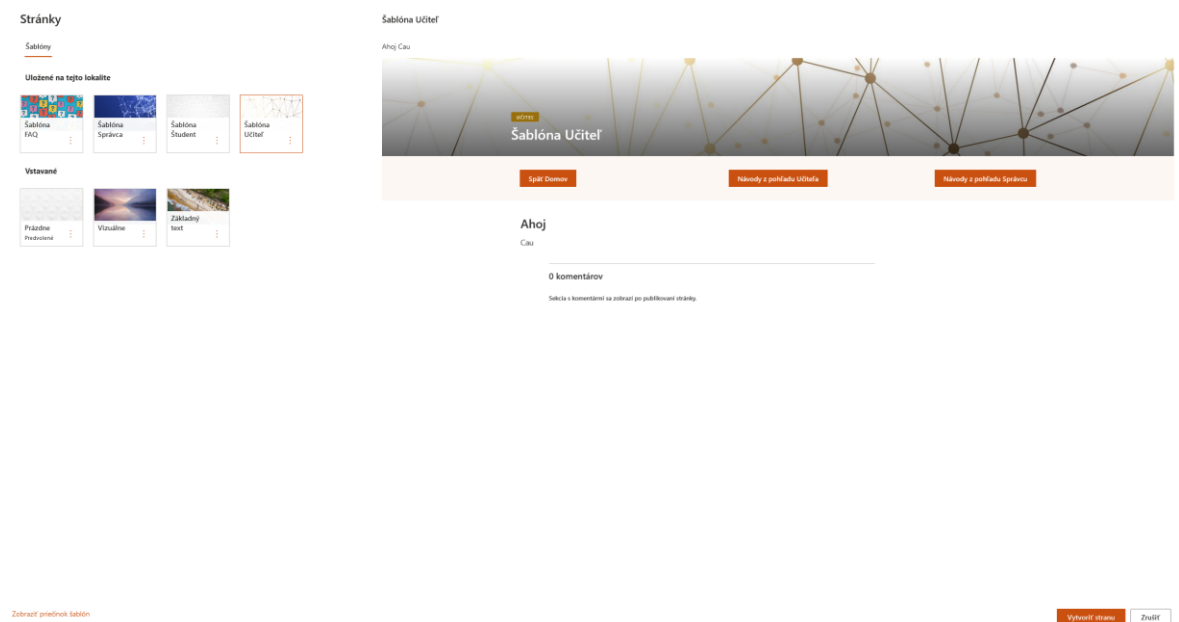 Stránky
Šablóny
Uložené na tejto lokalite
Šablóna
FAQ
Šablóna
Správca
Šablóna
Študent
Šablóna
Učiteľ
Vstavané
Prázdne
Predvolené
Vizuálne
Základný
text
Zobraziť priečinok šablón
Šablóna Učiteľ
Ahoj Cau
UČITEĽ
Šablóna Učiteľ
Späť Domov
Návody z pohľadu Učiteľa
Návody z pohľadu Správcu
Ahoj
Cau
0 komentárov
Sekcia s komentármi sa zobrazí po publikovaní stránky.
Vytvoriť stranu
Zrušiť